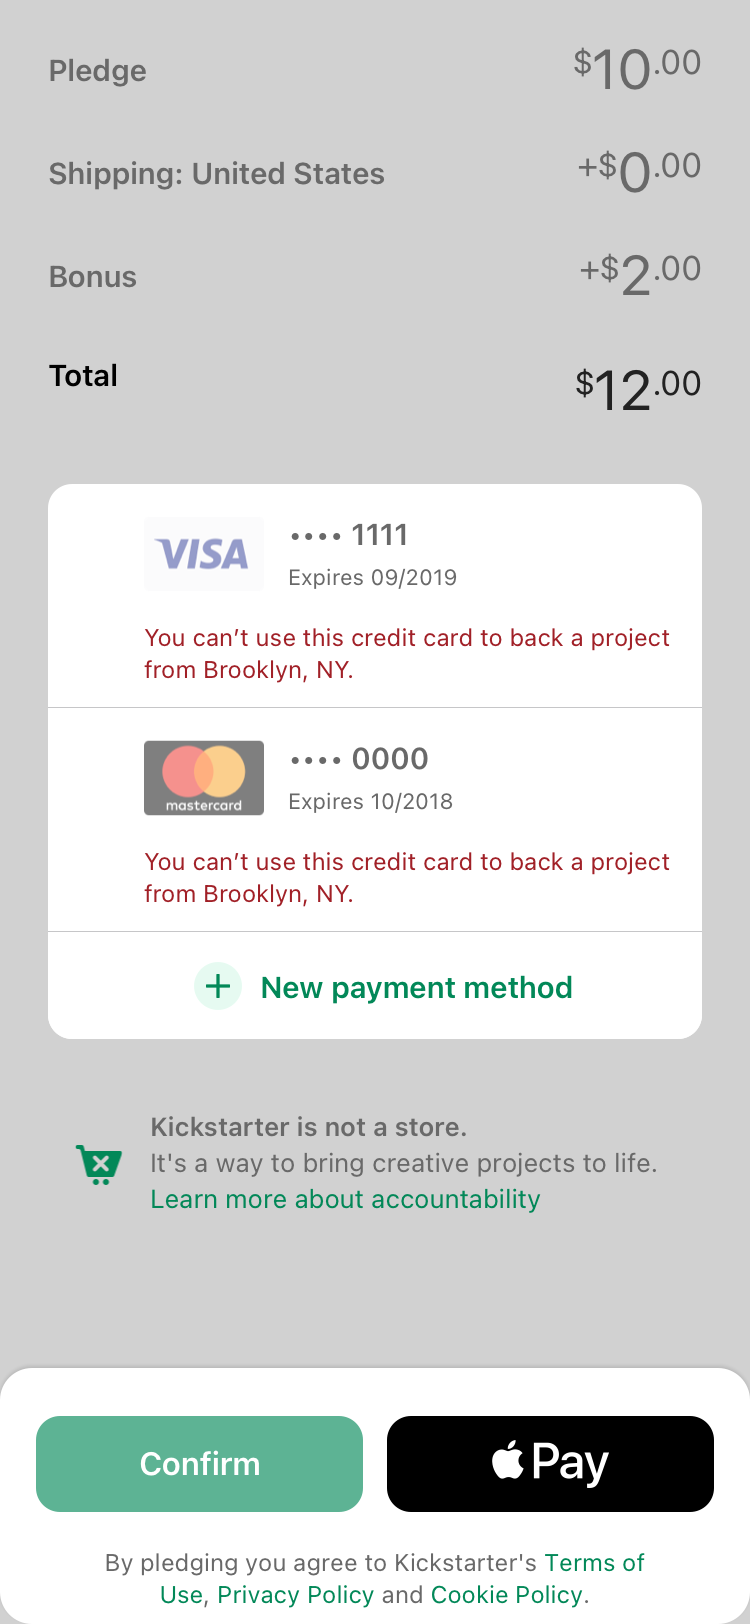 Pledge $10.00
Shipping: United States +$0.00
Bonus +$2.00
Total $12.00
VISA •••• 1111
Expires 09/2019
You can’t use this credit card to back a project
from Brooklyn, NY.
mastercard •••• 0000
Expires 10/2018
You can’t use this credit card to back a project
from Brooklyn, NY.
+ New payment method
Kickstarter is not a store.
It's a way to bring creative projects to life.
Learn more about accountability
Confirm Pay
By pledging you agree to Kickstarter's Terms of
Use, Privacy Policy and Cookie Policy.